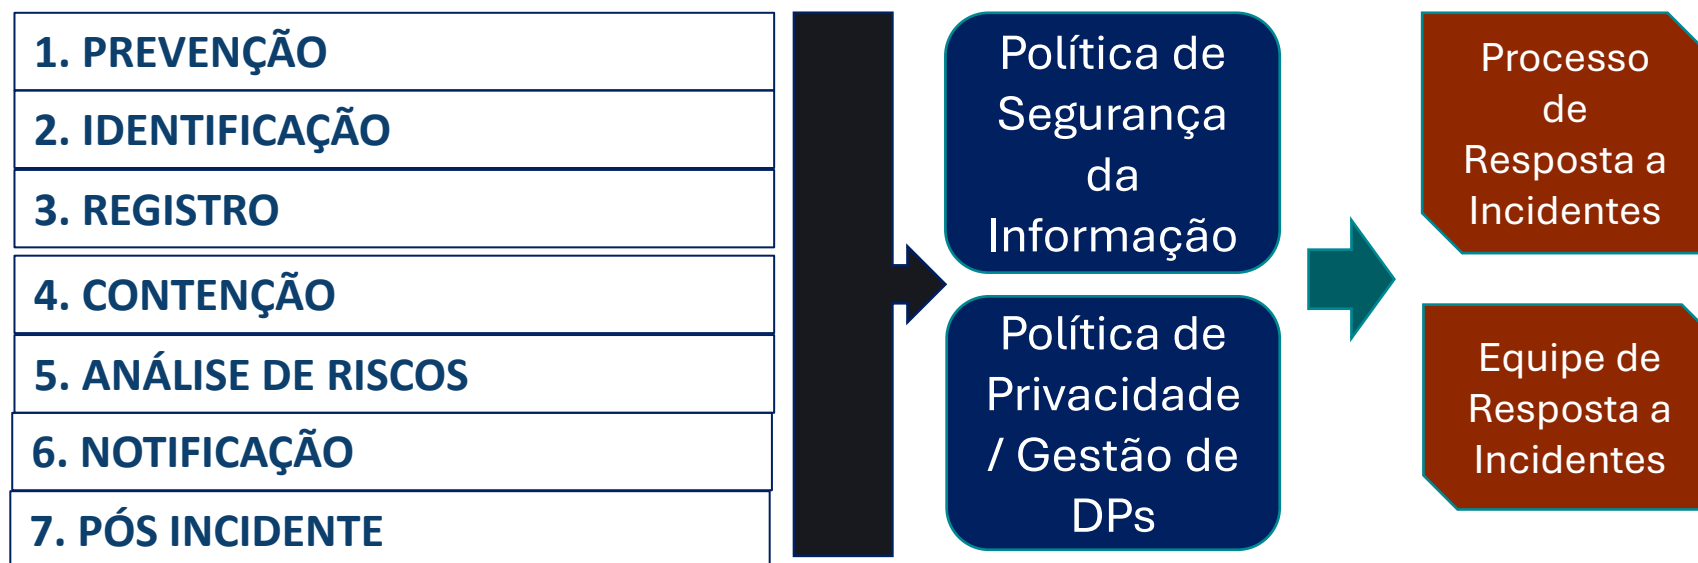 1. PREVENÇÃO
2. IDENTIFICAÇÃO
3. REGISTRO
4. CONTENÇÃO
5. ANÁLISE DE RISCOS
6. NOTIFICAÇÃO
7. PÓS INCIDENTE
Política de
Segurança
da
Informação
Política de
Privacidade
/ Gestão de
DPs
Processo
de
Resposta a
Incidentes
Equipe de
Resposta a
Incidentes